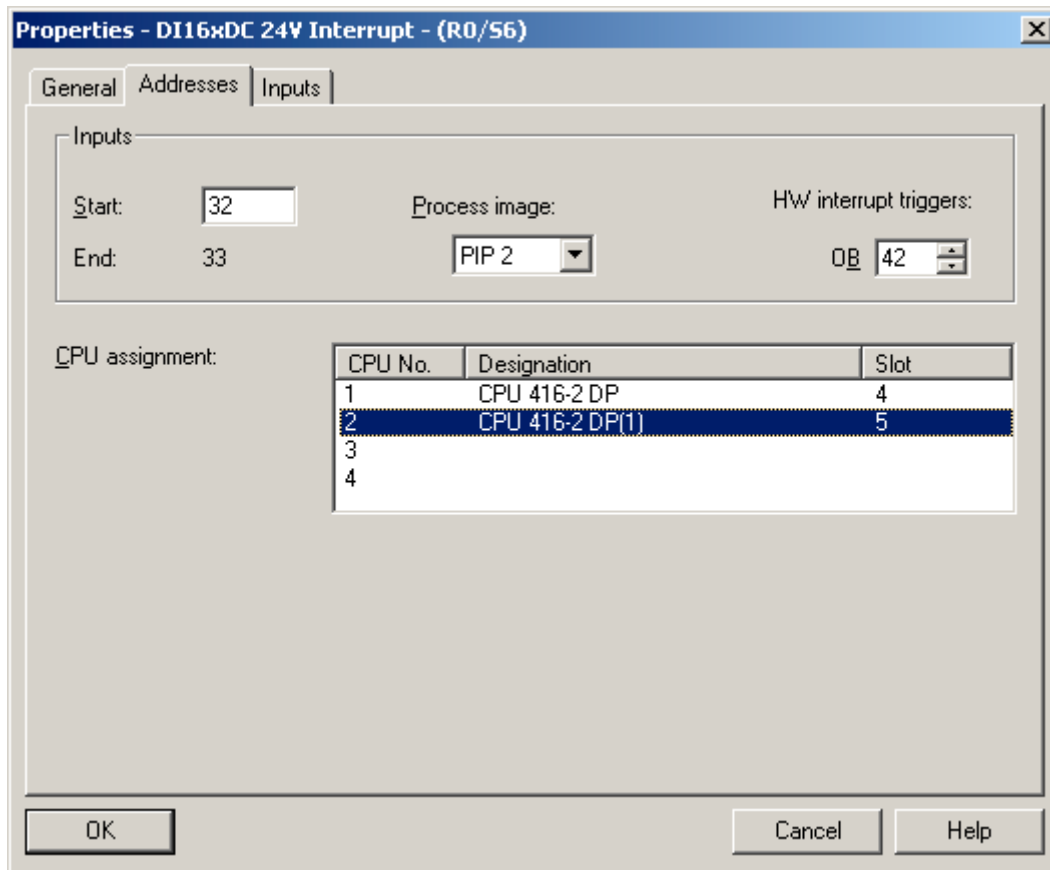 Properties - DI16xDC 24V Interrupt - (R0/S6)
General Addresses Inputs
Inputs
Start: 32 Process image: HW interrupt triggers:
End: 33 PIP 2 OB 42
CPU assignment:
CPU No. Designation Slot
1 CPU 416-2 DP 4
2 CPU 416-2 DP(1) 5
3
4
OK Cancel Help